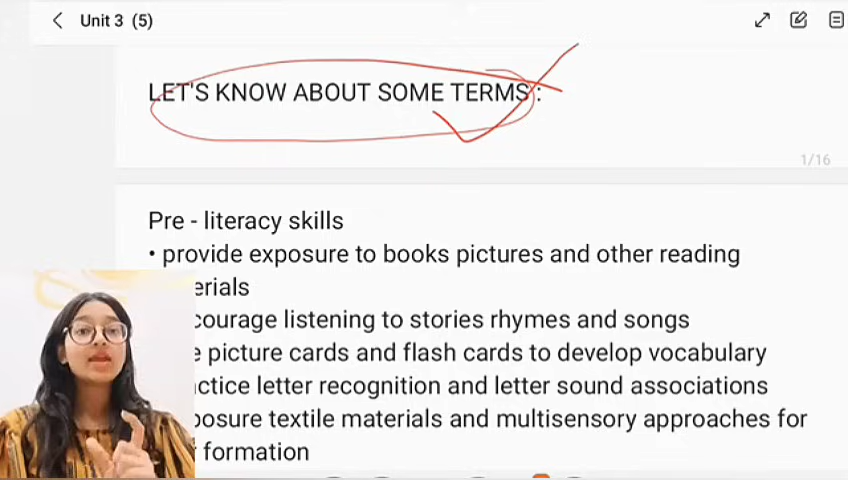 Unit 3 (5)
LET'S KNOW ABOUT SOME TERMS :
1/16
Pre - literacy skills
• provide exposure to books pictures and other reading
erials
courage listening to stories rhymes and songs
e picture cards and flash cards to develop vocabulary
actice letter recognition and letter sound associations
posure textile materials and multisensory approaches for
formation